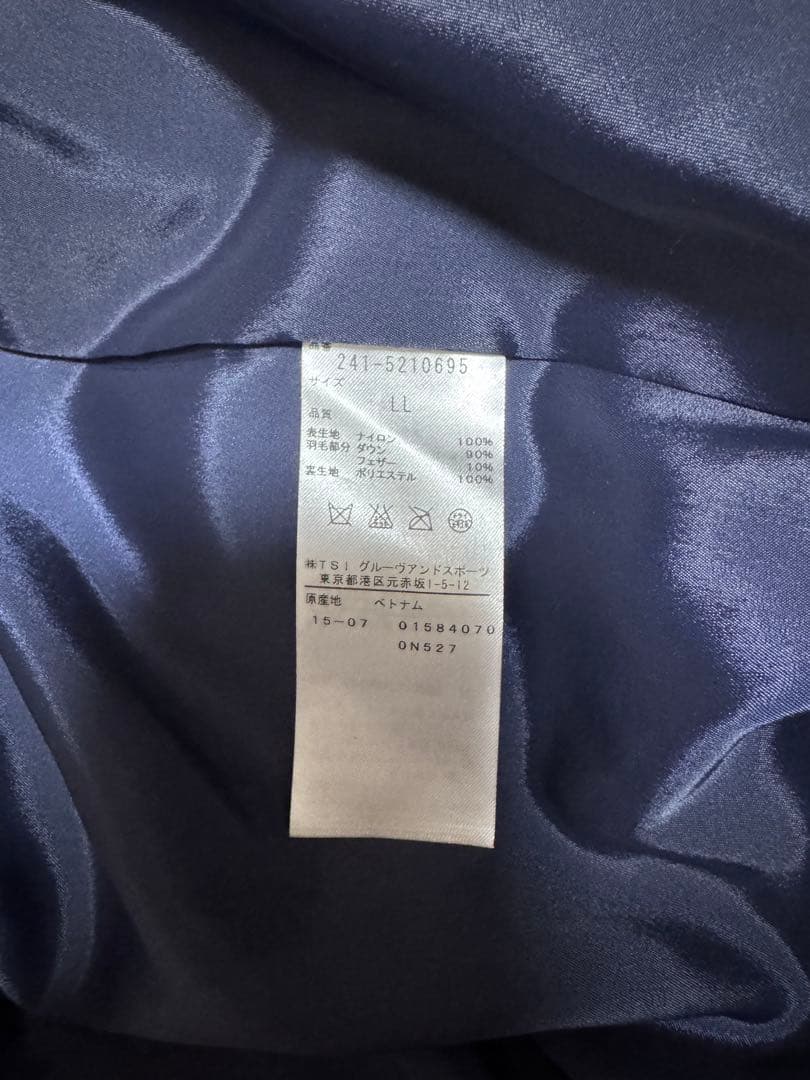 品番
241-5210695
サイズ
LL
品質
表生地 ナイロン 100%
羽毛部分 ダウン 90%
フェザー 10%
裏生地 ポリエステル 100%
㈱TSI グルーヴアンドスポーツ
東京都港区元赤坂1-5-12
原産地 ベトナム
15-07 01584070
0N527